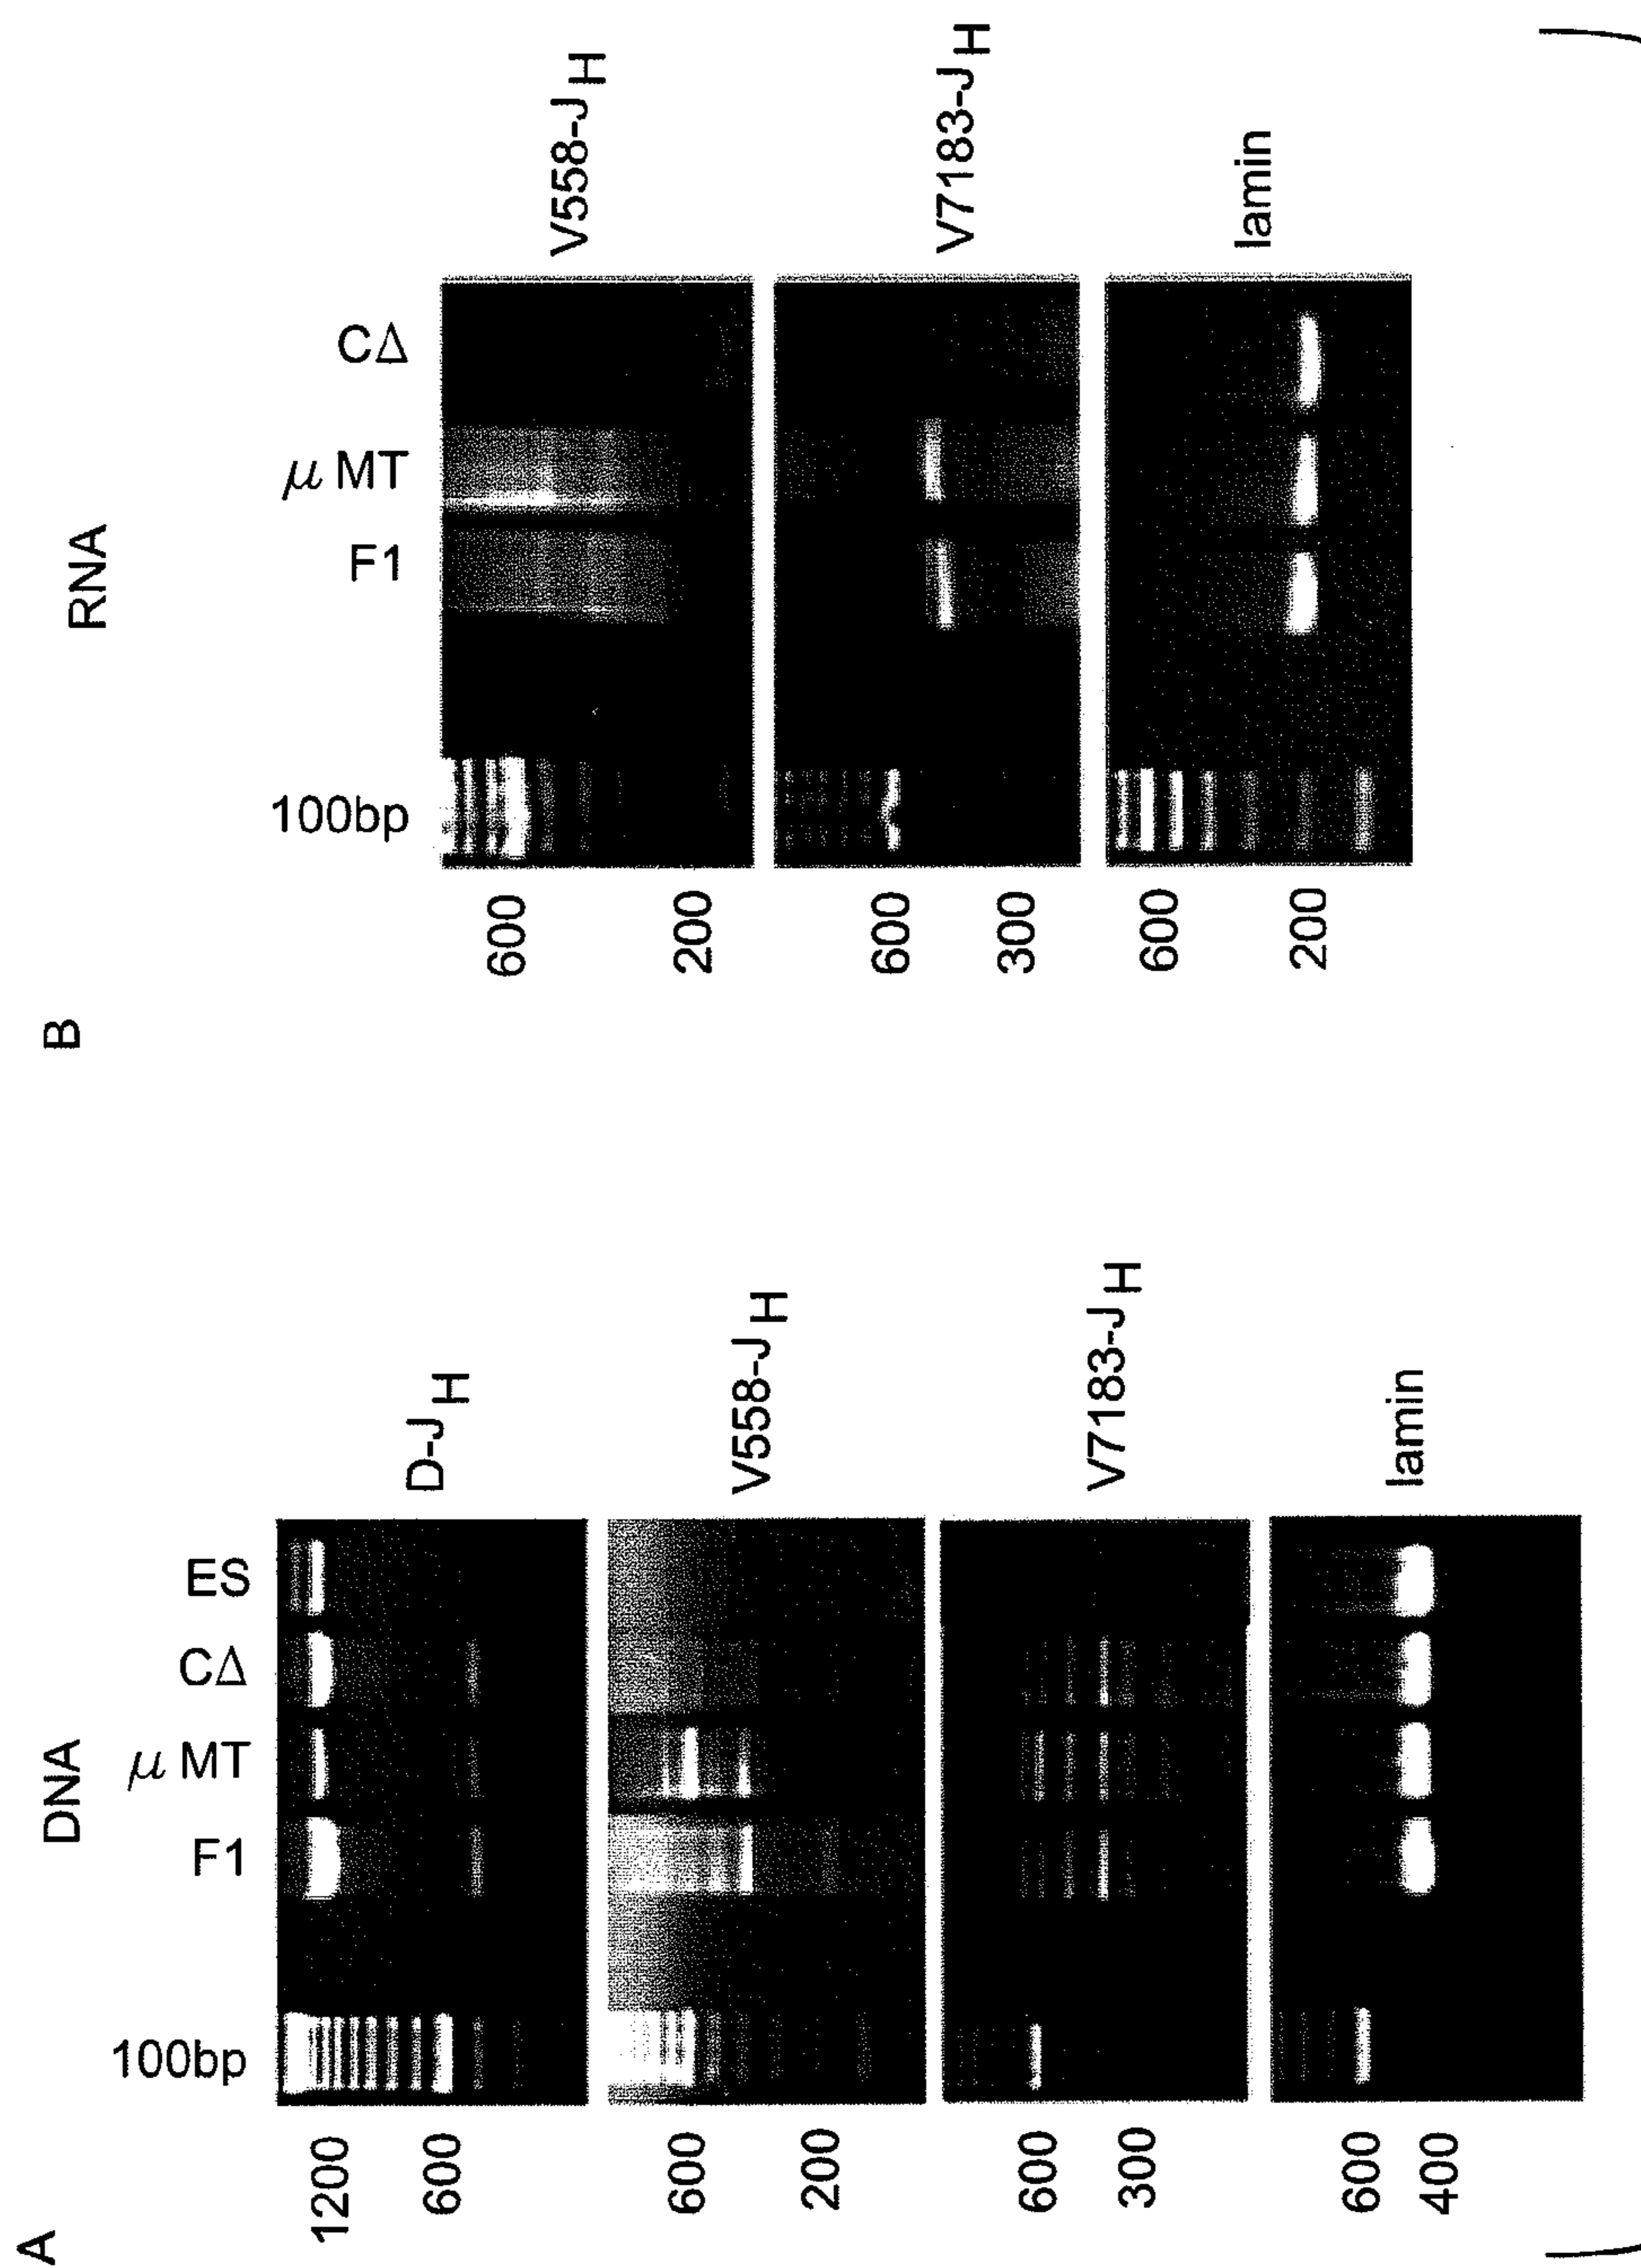 A
DNA
100bp F1 μ MT CΔ ES
1200
600
D-JH
600
200
V558-JH
600
300
V7183-JH
600
400
lamin
B
RNA
100bp F1 μ MT CΔ
600
200
V558-JH
600
300
V7183-JH
600
200
lamin